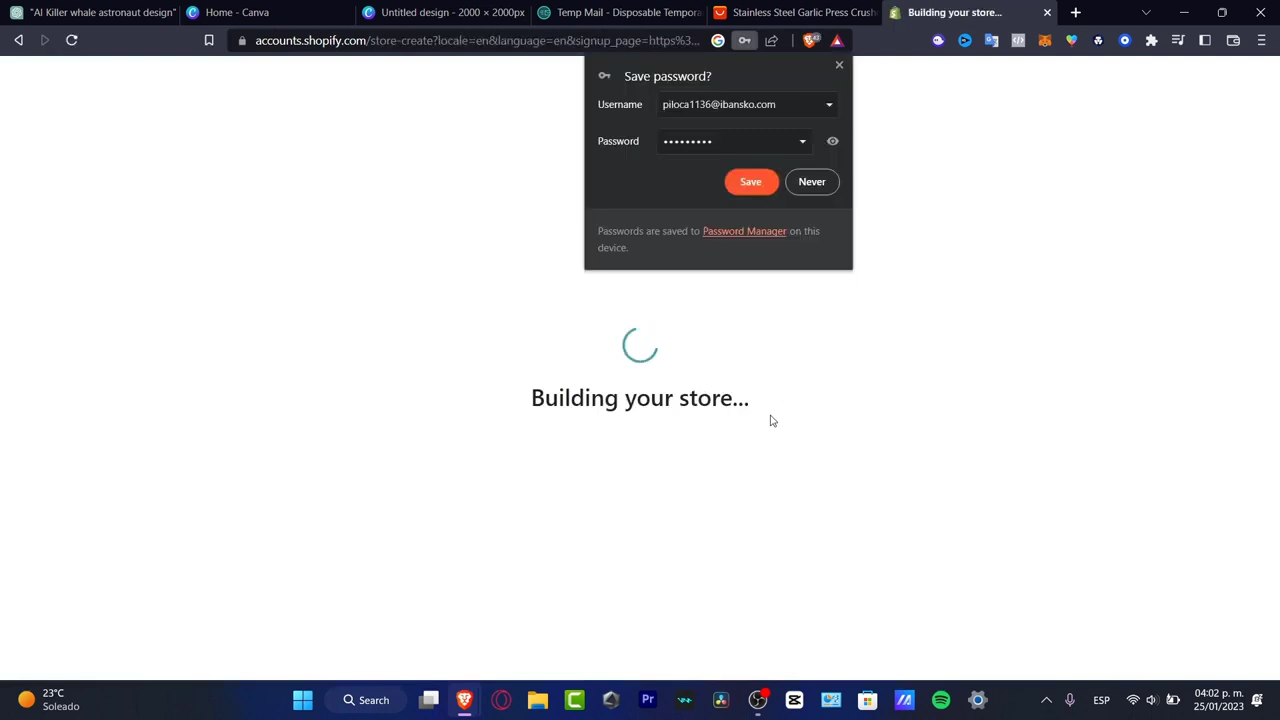 "AI Killer whale astronaut design"
Home - Canva
Untitled design - 2000 × 2000px
Temp Mail - Disposable Tempora
Stainless Steel Garlic Press Crushe
Building your store...
accounts.shopify.com/store-create?locale=en&language=en&signup_page=https%3...
Save password?
Username
piloca1136@ibansko.com
Password
•••••••••
Save
Never
Passwords are saved to Password Manager on this
device.
Building your store...
23°C
Soleado
Search
Pr
ESP
04:02 p. m.
25/01/2023